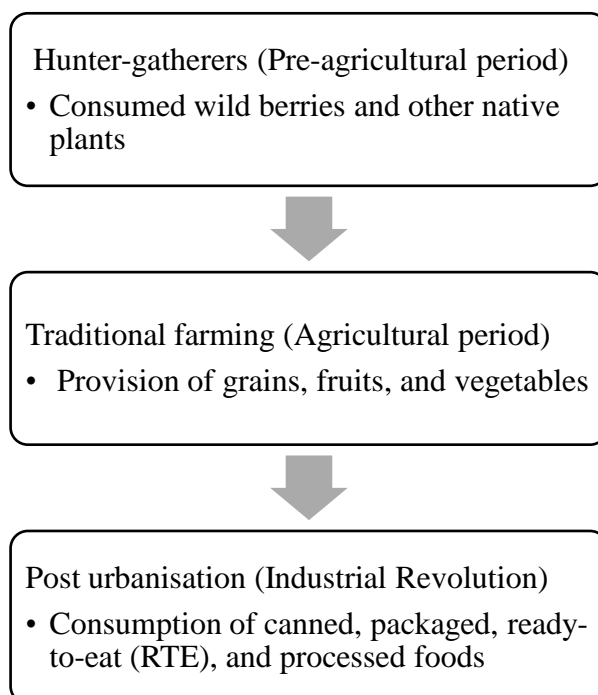 Hunter-gatherers (Pre-agricultural period)
• Consumed wild berries and other native
plants
Traditional farming (Agricultural period)
• Provision of grains, fruits, and vegetables
Post urbanisation (Industrial Revolution)
• Consumption of canned, packaged, ready-
to-eat (RTE), and processed foods